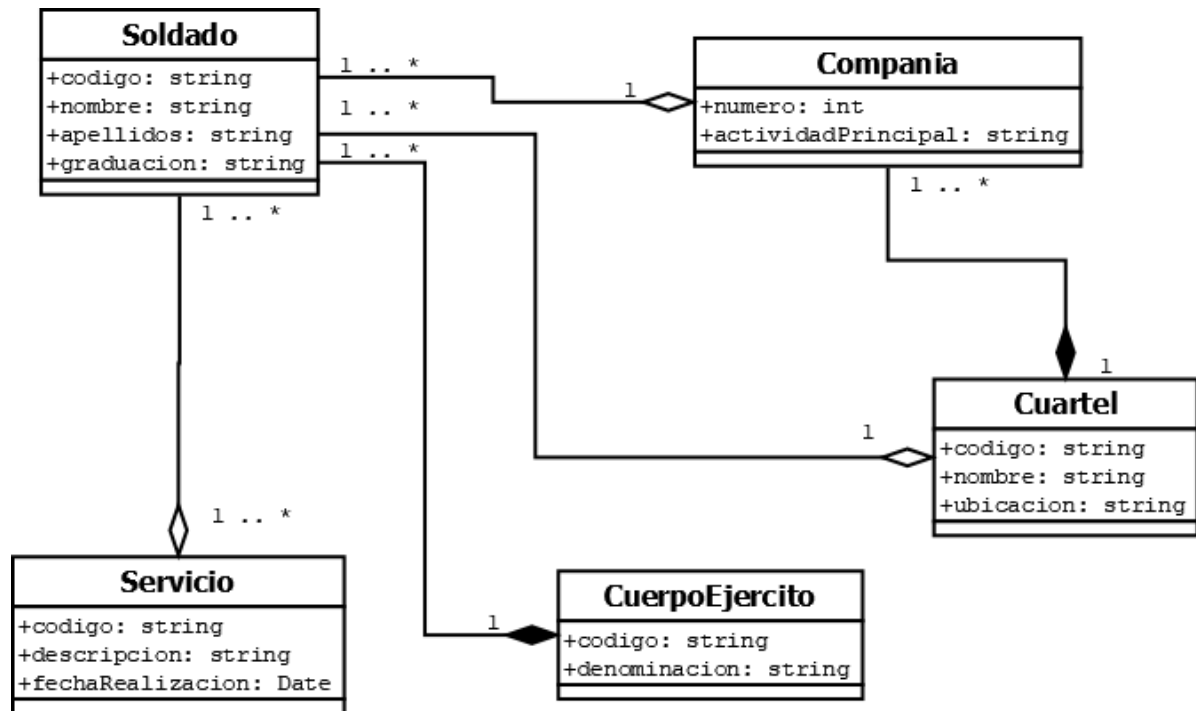 Soldado
+codigo: string
+nombre: string
+apellidos: string
+graduacion: string
1 .. *
1 .. *
1 .. *
1 .. *
1
Compania
+numero: int
+actividadPrincipal: string
1 .. *
1
1
Cuartel
+codigo: string
+nombre: string
+ubicacion: string
1 .. *
Servicio
+codigo: string
+descripcion: string
+fechaRealizacion: Date
1
CuerpoEjercito
+codigo: string
+denominacion: string